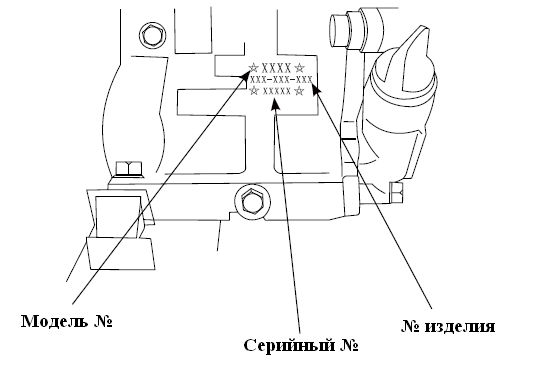 ☆ XXXX ☆
XXX-XXX-XXX
☆ XXXXX ☆
Модель №
Серийный №
№ изделия